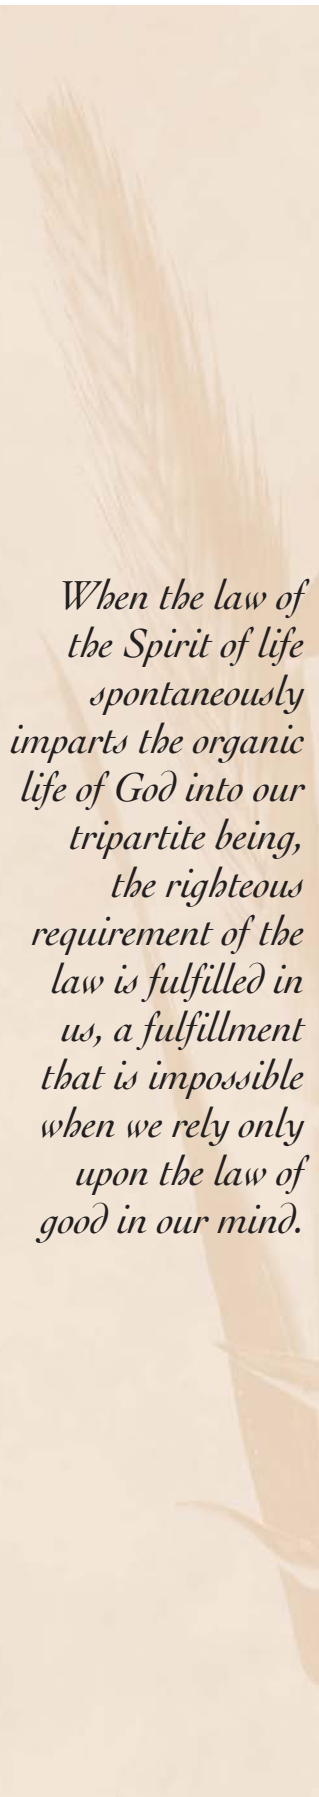 When the law of
the Spirit of life
spontaneously
imparts the organic
life of God into our
tripartite being,
the righteous
requirement of the
law is fulfilled in
us, a fulfillment
that is impossible
when we rely only
upon the law of
good in our mind.